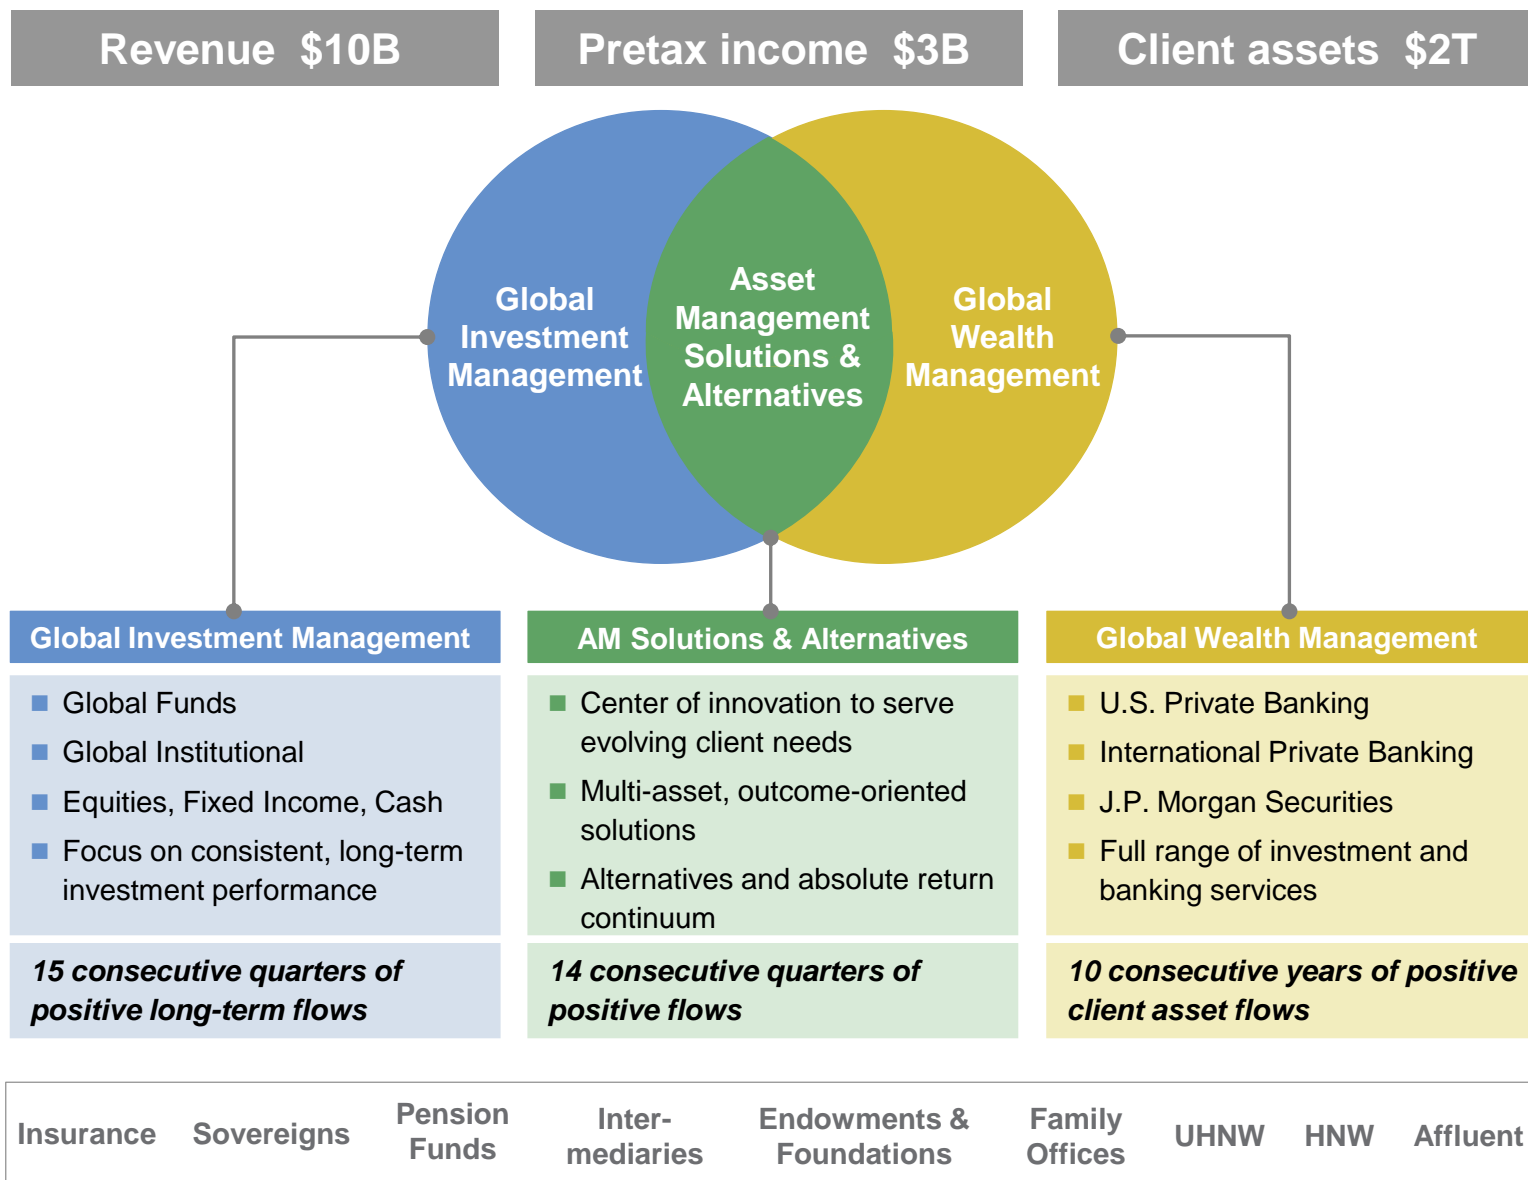 Revenue $10B
Pretax income $3B
Client assets $2T
Global
Investment
Management
Asset
Management
Solutions &
Alternatives
Global
Wealth
Management
Global Investment Management
Global Funds
Global Institutional
Equities, Fixed Income, Cash
Focus on consistent, long-term
investment performance
15 consecutive quarters of
positive long-term flows
AM Solutions & Alternatives
Center of innovation to serve
evolving client needs
Multi-asset, outcome-oriented
solutions
Alternatives and absolute return
continuum
14 consecutive quarters of
positive flows
Global Wealth Management
U.S. Private Banking
International Private Banking
J.P. Morgan Securities
Full range of investment and
banking services
10 consecutive years of positive
client asset flows
Insurance
Sovereigns
Pension
Funds
Inter-
mediaries
Endowments &
Foundations
Family
Offices
UHNW
HNW
Affluent